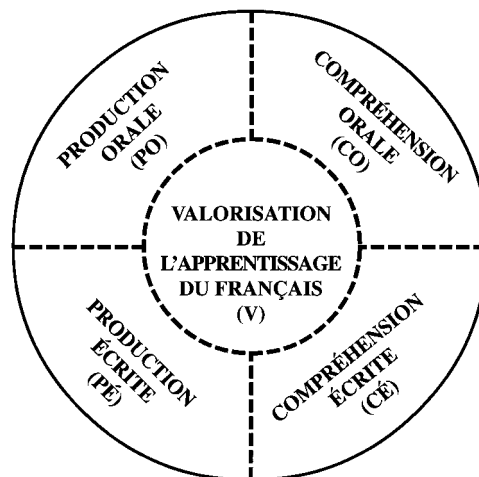 PRODUCTION
ORALE
(PO)
COMPRÉHENSION
ORALE
(CO)
VALORISATION
DE
L'APPRENTISSAGE
DU FRANÇAIS
(V)
PRODUCTION
ÉCRITE
(PÉ)
COMPRÉHENSION
ÉCRITE
(CÉ)